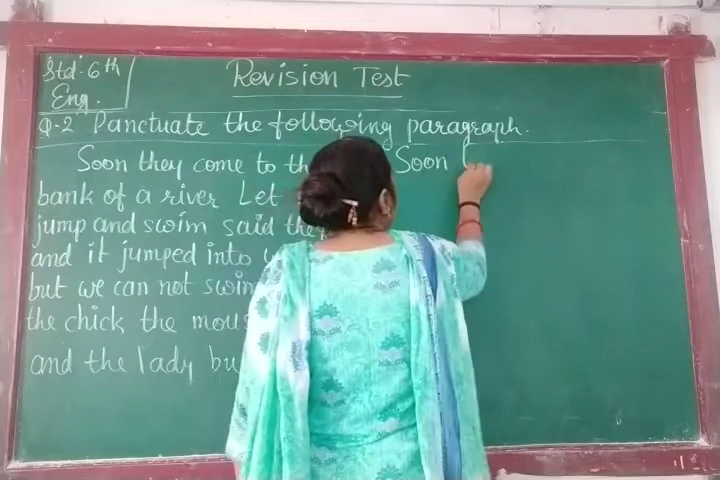 Std: 6th
Eng.
Revision Test
Q-2 Panctuate the following paragraph.
Soon they come to the
bank of a river Let
jump and swim said the
and it jumped into
but we can not swim
the chick the mous
and the lady bu
Soon